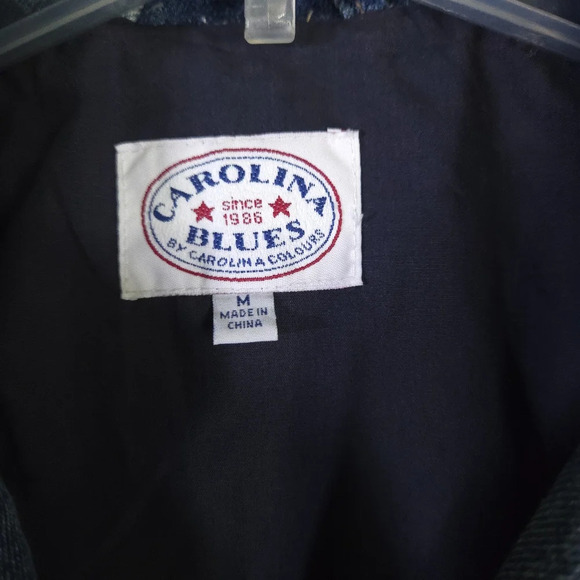 CAROLINA
since
1986
BLUES
BY CAROLINA COLOURS
M
MADE IN
CHINA